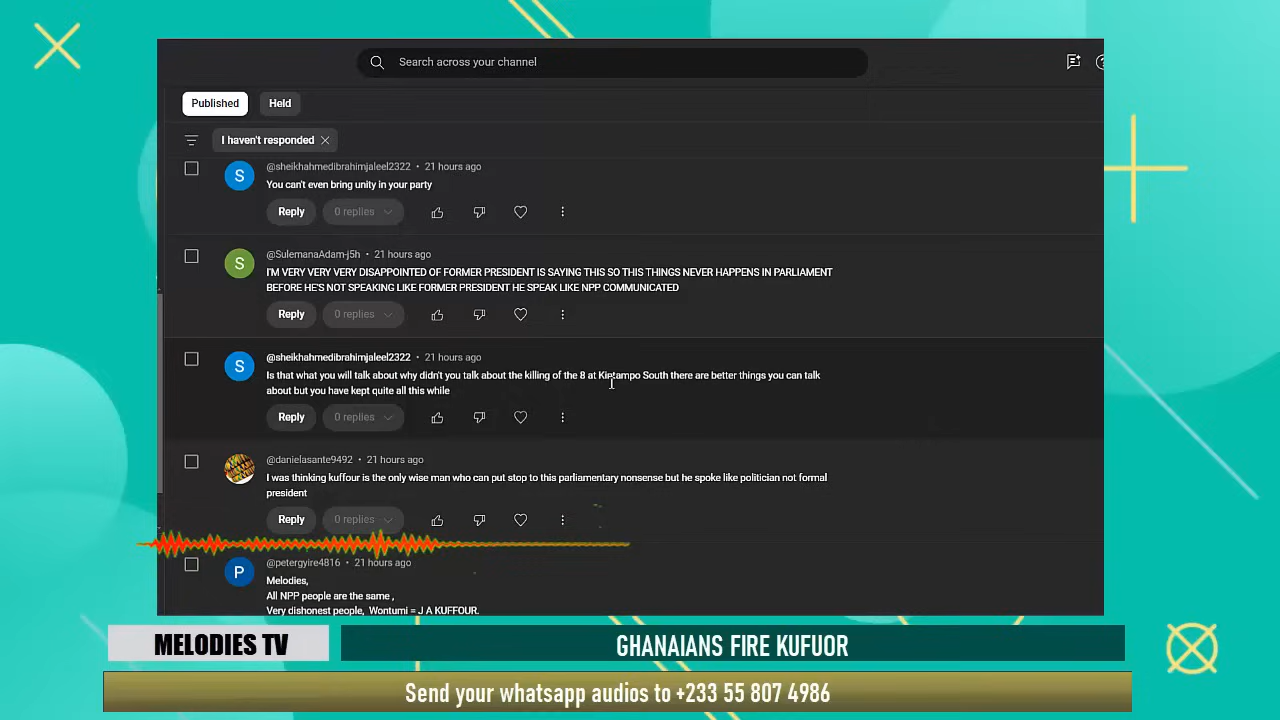 Search across your channel
Published
Held
I haven't responded
S
@sheikhahmedibrahimjaleel2322 • 21 hours ago
You can't even bring unity in your party
Reply
0 replies
S
@SulemanaAdam-j5h • 21 hours ago
I'M VERY VERY VERY DISAPPOINTED OF FORMER PRESIDENT IS SAYING THIS SO THIS THINGS NEVER HAPPENS IN PARLIAMENT
BEFORE HE'S NOT SPEAKING LIKE FORMER PRESIDENT HE SPEAK LIKE NPP COMMUNICATED
Reply
0 replies
S
@sheikhahmedibrahimjaleel2322 • 21 hours ago
Is that what you will talk about why didn't you talk about the killing of the 8 at Kintampo South there are better things you can talk
about but you have kept quite all this while
Reply
0 replies
@danielasante9492 • 21 hours ago
I was thinking kuffour is the only wise man who can put stop to this parliamentary nonsense but he spoke like politician not formal
president
Reply
0 replies
P
@petergyire4816 • 21 hours ago
Melodies,
All NPP people are the same ,
Very dishonest people, Wontumi = J A KUFFOUR.
MELODIES TV
GHANAIANS FIRE KUFUOR
Send your whatsapp audios to +233 55 807 4986